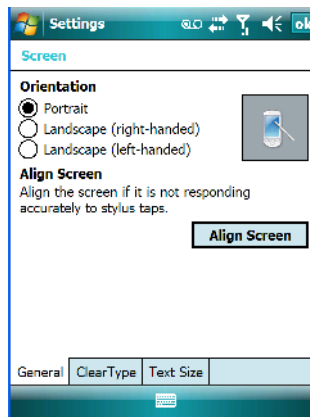 Settings
ok
Screen
Orientation
Portrait
Landscape (right-handed)
Landscape (left-handed)
Align Screen
Align the screen if it is not responding
accurately to stylus taps.
Align Screen
General ClearType Text Size